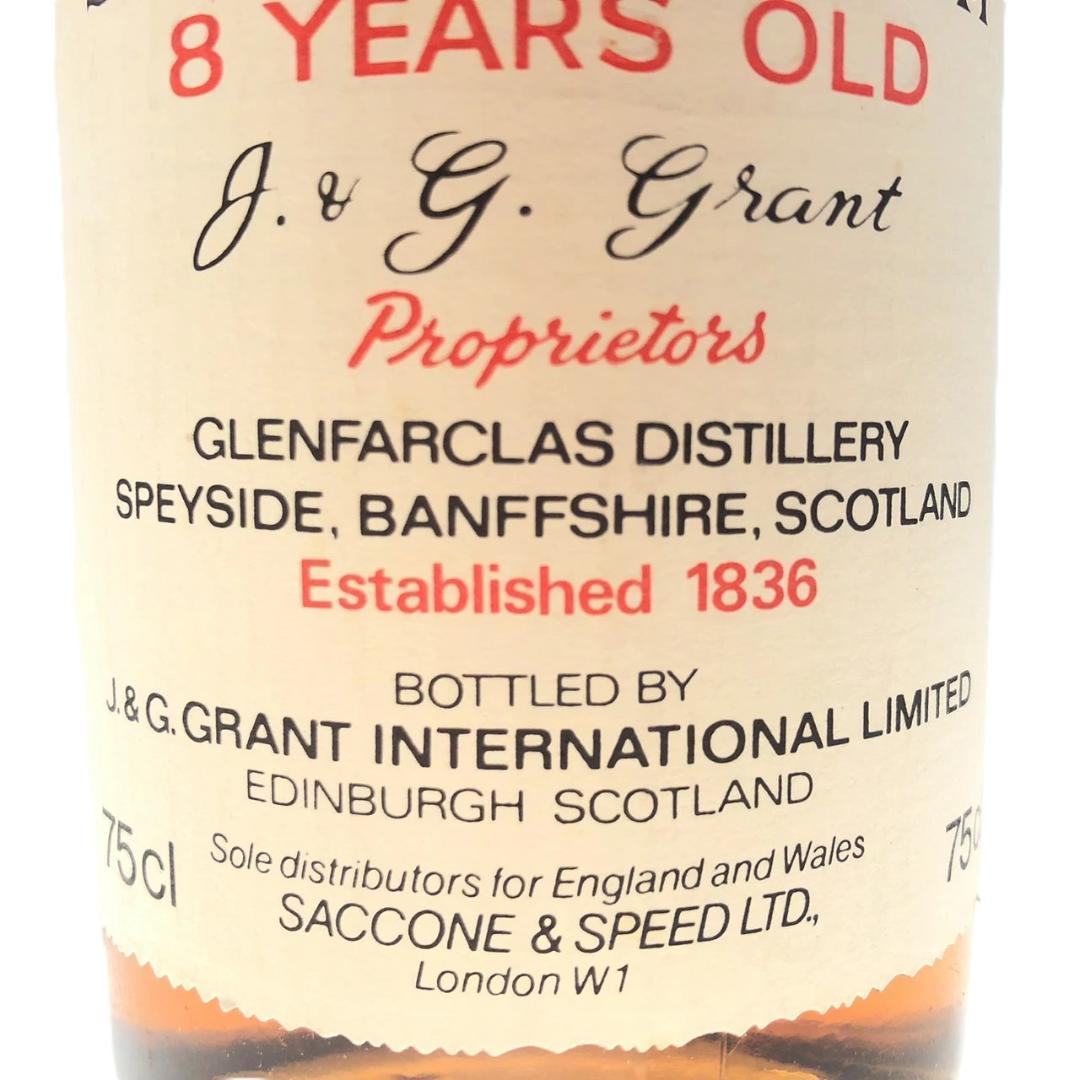 8 YEARS OLD
J. & G. Grant
Proprietors
GLENFARCLAS DISTILLERY
SPEYSIDE, BANFFSHIRE, SCOTLAND
Established 1836
BOTTLED BY
J. & G. GRANT INTERNATIONAL LIMITED
EDINBURGH SCOTLAND
75cl
Sole distributors for England and Wales
75c
SACCONE & SPEED LTD.,
London W1